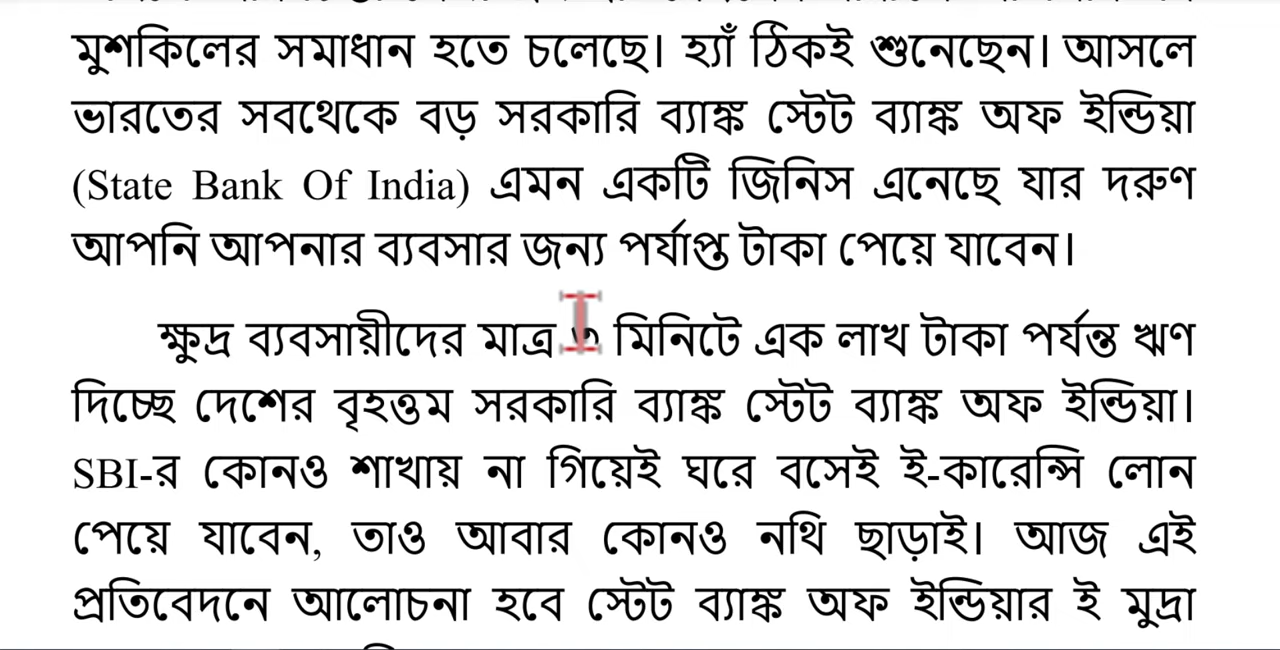 মুশকিলের সমাধান হতে চলেছে। হ্যাঁ ঠিকই শুনেছেন। আসলে
ভারতের সবথেকে বড় সরকারি ব্যাঙ্ক স্টেট ব্যাঙ্ক অফ ইন্ডিয়া
(State Bank Of India) এমন একটি জিনিস এনেছে যার দরুণ
আপনি আপনার ব্যবসার জন্য পর্যাপ্ত টাকা পেয়ে যাবেন।
ক্ষুদ্র ব্যবসায়ীদের মাত্র মিনিটে এক লাখ টাকা পর্যন্ত ঋণ
দিচ্ছে দেশের বৃহত্তম সরকারি ব্যাঙ্ক স্টেট ব্যাঙ্ক অফ ইন্ডিয়া।
SBI-র কোনও শাখায় না গিয়েই ঘরে বসেই ই-কারেন্সি লোন
পেয়ে যাবেন, তাও আবার কোনও নথি ছাড়াই। আজ এই
প্রতিবেদনে আলোচনা হবে স্টেট ব্যাঙ্ক অফ ইন্ডিয়ার ই মুদ্রা